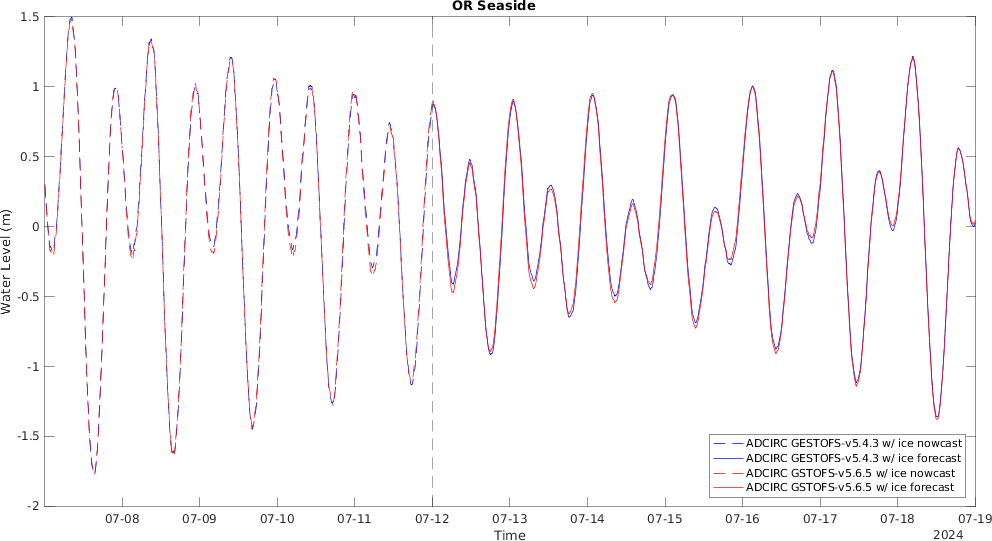 OR Seaside
1.5
1
0.5
0
-0.5
-1
-1.5
-2
Water Level (m)
07-08 07-09 07-10 07-11 07-12 07-13 07-14 07-15 07-16 07-17 07-18 07-19
Time
2024
ADCIRC GESTOFS-v5.4.3 w/ ice nowcast
ADCIRC GESTOFS-v5.4.3 w/ ice forecast
ADCIRC GSTOFS-v5.6.5 w/ ice nowcast
ADCIRC GSTOFS-v5.6.5 w/ ice forecast